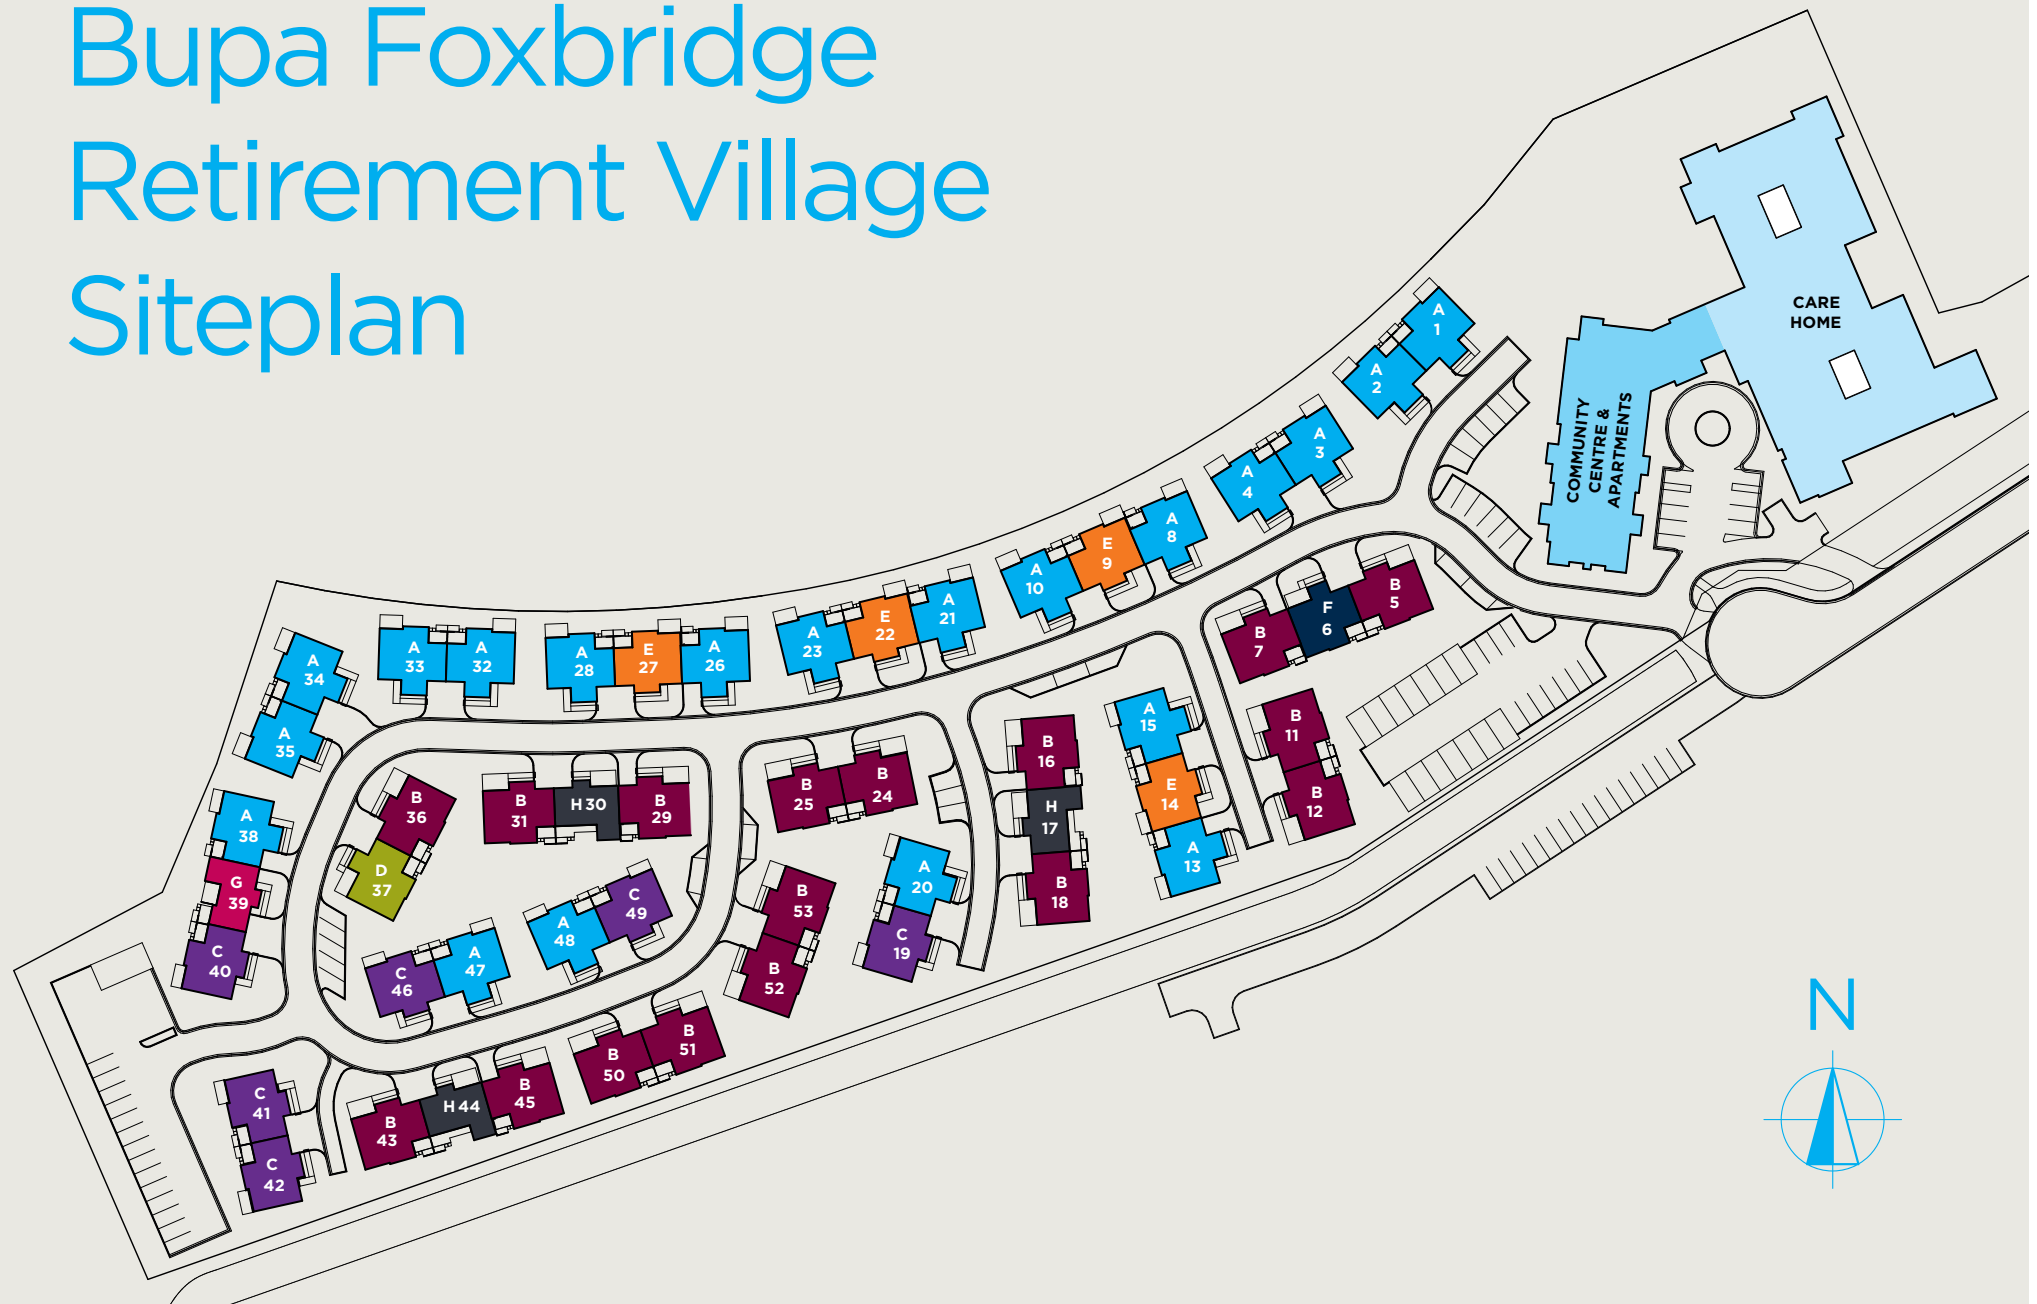 Bupa Foxbridge
Retirement Village
Siteplan
CARE
HOME
COMMUNITY
CENTRE &
APARTMENTS
A
1
A
2
A
3
A
4
B
5
F
6
B
7
A
8
E
9
A
10
B
11
B
12
A
13
E
14
A
15
B
16
H
17
B
18
C
19
A
20
A
21
E
22
A
23
B
24
B
25
A
26
E
27
A
28
B
29
H 30
B
31
A
32
A
33
A
34
A
35
B
36
D
37
A
38
G
39
C
40
C
41
C
42
B
43
H 44
B
45
C
46
A
47
A
48
C
49
B
50
B
51
B
52
B
53
N